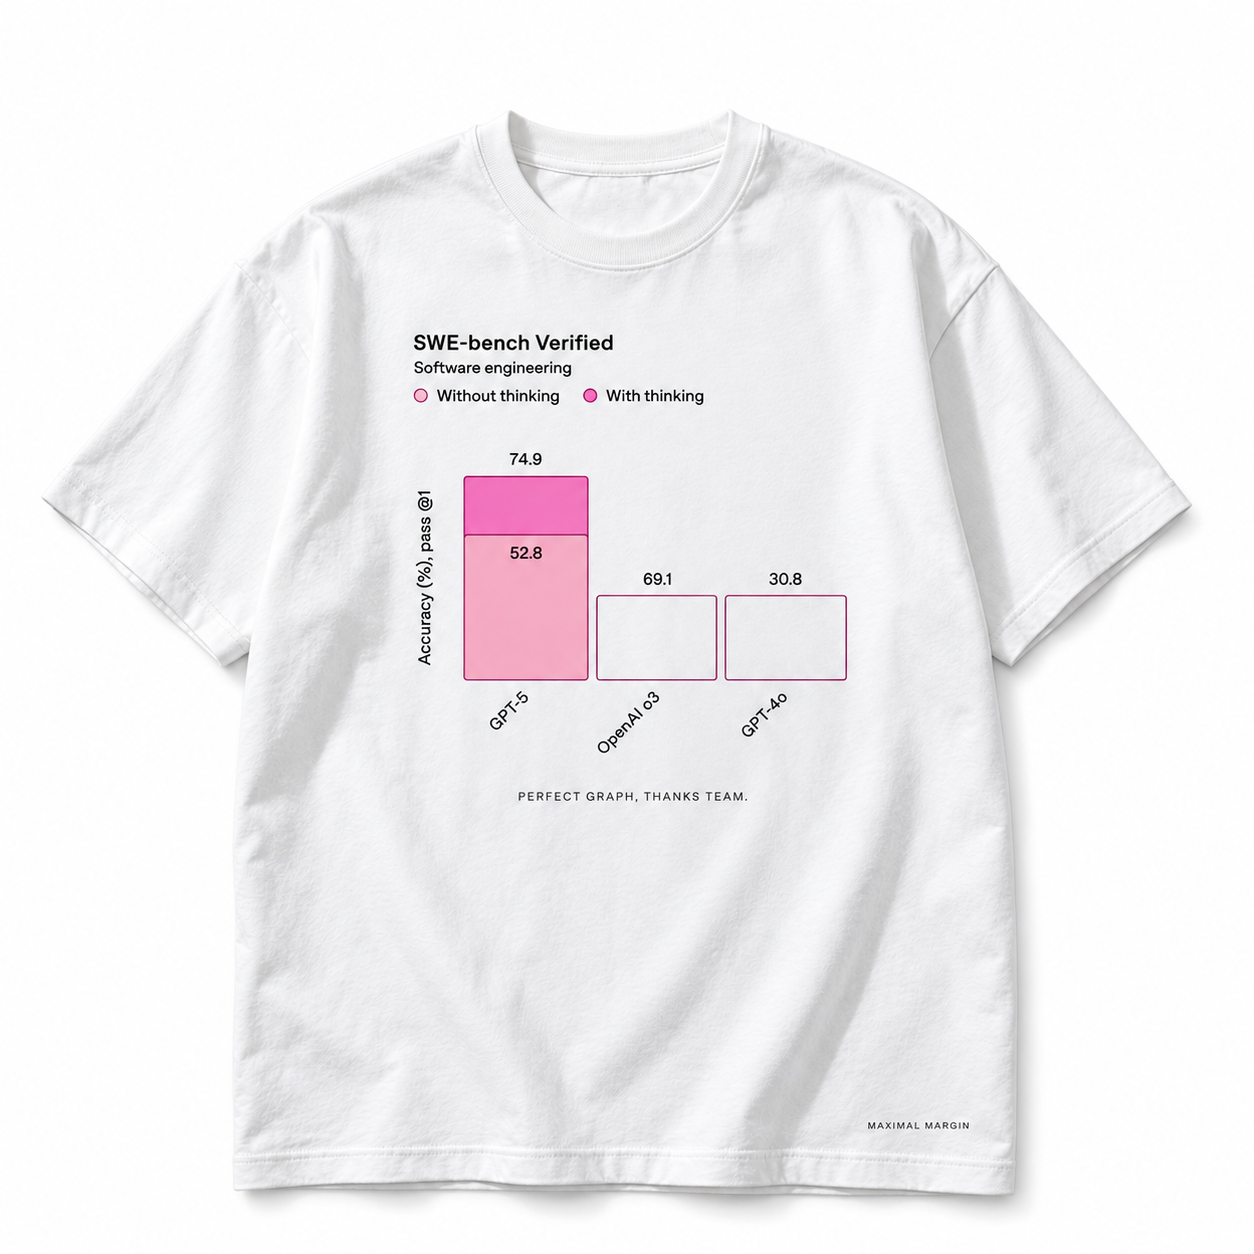 SWE-bench Verified
Software engineering
Without thinking With thinking
74.9
Accuracy (%), pass @1
52.8
69.1 30.8
GPT-5 OpenAI o3 GPT-4o
PERFECT GRAPH, THANKS TEAM.
MAXIMAL MARGIN